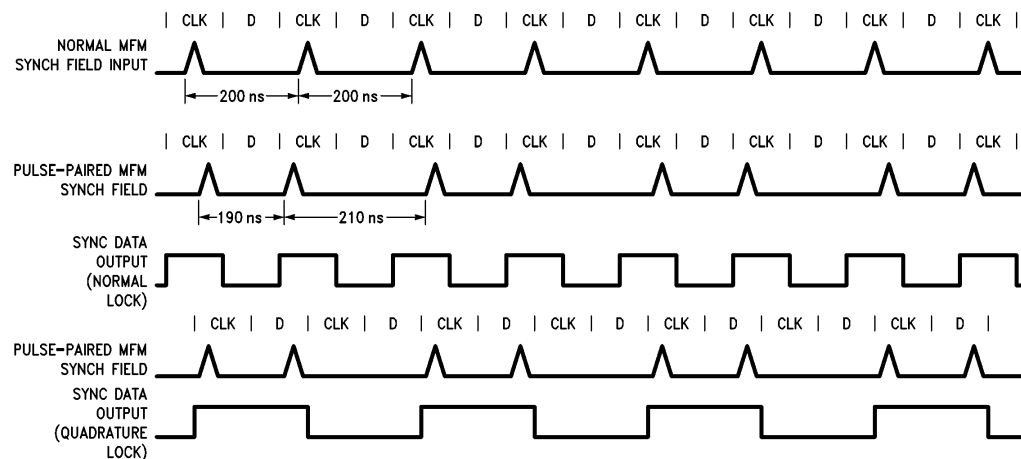 | CLK | D | CLK | D | CLK | D | CLK | D | CLK | D | CLK | D | CLK | D | CLK |
NORMAL MFM
SYNCH FIELD INPUT
200 ns 200 ns
| CLK | D | CLK | D | CLK | D | CLK | D | CLK | D | CLK | D | CLK | D | CLK |
PULSE-PAIRED MFM
SYNCH FIELD
190 ns 210 ns
SYNC DATA
OUTPUT
(NORMAL
LOCK)
| CLK | D | CLK | D | CLK | D | CLK | D | CLK | D | CLK | D | CLK | D |
PULSE-PAIRED MFM
SYNCH FIELD
SYNC DATA
OUTPUT
(QUADRATURE
LOCK)